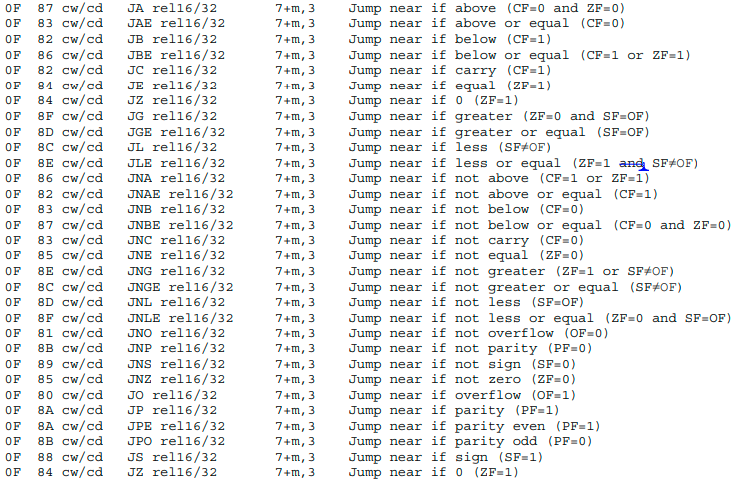 0F 87 cw/cd JA rel16/32 7+m,3 Jump near if above (CF=0 and ZF=0)
0F 83 cw/cd JAE rel16/32 7+m,3 Jump near if above or equal (CF=0)
0F 82 cw/cd JB rel16/32 7+m,3 Jump near if below (CF=1)
0F 86 cw/cd JBE rel16/32 7+m,3 Jump near if below or equal (CF=1 or ZF=1)
0F 82 cw/cd JC rel16/32 7+m,3 Jump near if carry (CF=1)
0F 84 cw/cd JE rel16/32 7+m,3 Jump near if equal (ZF=1)
0F 84 cw/cd JZ rel16/32 7+m,3 Jump near if 0 (ZF=1)
0F 8F cw/cd JG rel16/32 7+m,3 Jump near if greater (ZF=0 and SF=OF)
0F 8D cw/cd JGE rel16/32 7+m,3 Jump near if greater or equal (SF=OF)
0F 8C cw/cd JL rel16/32 7+m,3 Jump near if less (SF≠OF)
0F 8E cw/cd JLE rel16/32 7+m,3 Jump near if less or equal (ZF=1 and SF≠OF)
0F 86 cw/cd JNA rel16/32 7+m,3 Jump near if not above (CF=1 or ZF=1)
0F 82 cw/cd JNAE rel16/32 7+m,3 Jump near if not above or equal (CF=1)
0F 83 cw/cd JNB rel16/32 7+m,3 Jump near if not below (CF=0)
0F 87 cw/cd JNBE rel16/32 7+m,3 Jump near if not below or equal (CF=0 and ZF=0)
0F 83 cw/cd JNC rel16/32 7+m,3 Jump near if not carry (CF=0)
0F 85 cw/cd JNE rel16/32 7+m,3 Jump near if not equal (ZF=0)
0F 8E cw/cd JNG rel16/32 7+m,3 Jump near if not greater (ZF=1 or SF≠OF)
0F 8C cw/cd JNGE rel16/32 7+m,3 Jump near if not greater or equal (SF≠OF)
0F 8D cw/cd JNL rel16/32 7+m,3 Jump near if not less (SF=OF)
0F 8F cw/cd JNLE rel16/32 7+m,3 Jump near if not less or equal (ZF=0 and SF=OF)
0F 81 cw/cd JNO rel16/32 7+m,3 Jump near if not overflow (OF=0)
0F 8B cw/cd JNP rel16/32 7+m,3 Jump near if not parity (PF=0)
0F 89 cw/cd JNS rel16/32 7+m,3 Jump near if not sign (SF=0)
0F 85 cw/cd JNZ rel16/32 7+m,3 Jump near if not zero (ZF=0)
0F 80 cw/cd JO rel16/32 7+m,3 Jump near if overflow (OF=1)
0F 8A cw/cd JP rel16/32 7+m,3 Jump near if parity (PF=1)
0F 8A cw/cd JPE rel16/32 7+m,3 Jump near if parity even (PF=1)
0F 8B cw/cd JPO rel16/32 7+m,3 Jump near if parity odd (PF=0)
0F 88 cw/cd JS rel16/32 7+m,3 Jump near if sign (SF=1)
0F 84 cw/cd JZ rel16/32 7+m,3 Jump near if 0 (ZF=1)